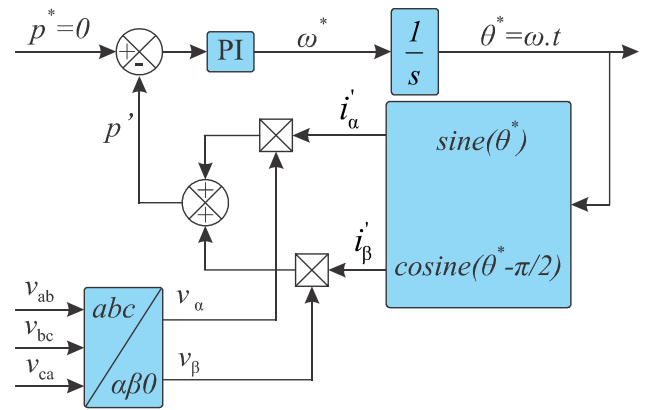 p*=0
+
-
PI
ω*
1
s
θ*=ω.t
p'
i'α
sine(θ*)
+
+
i'β
cosine(θ*-π/2)
vab
vbc
vca
abc
αβ0
vα
vβ